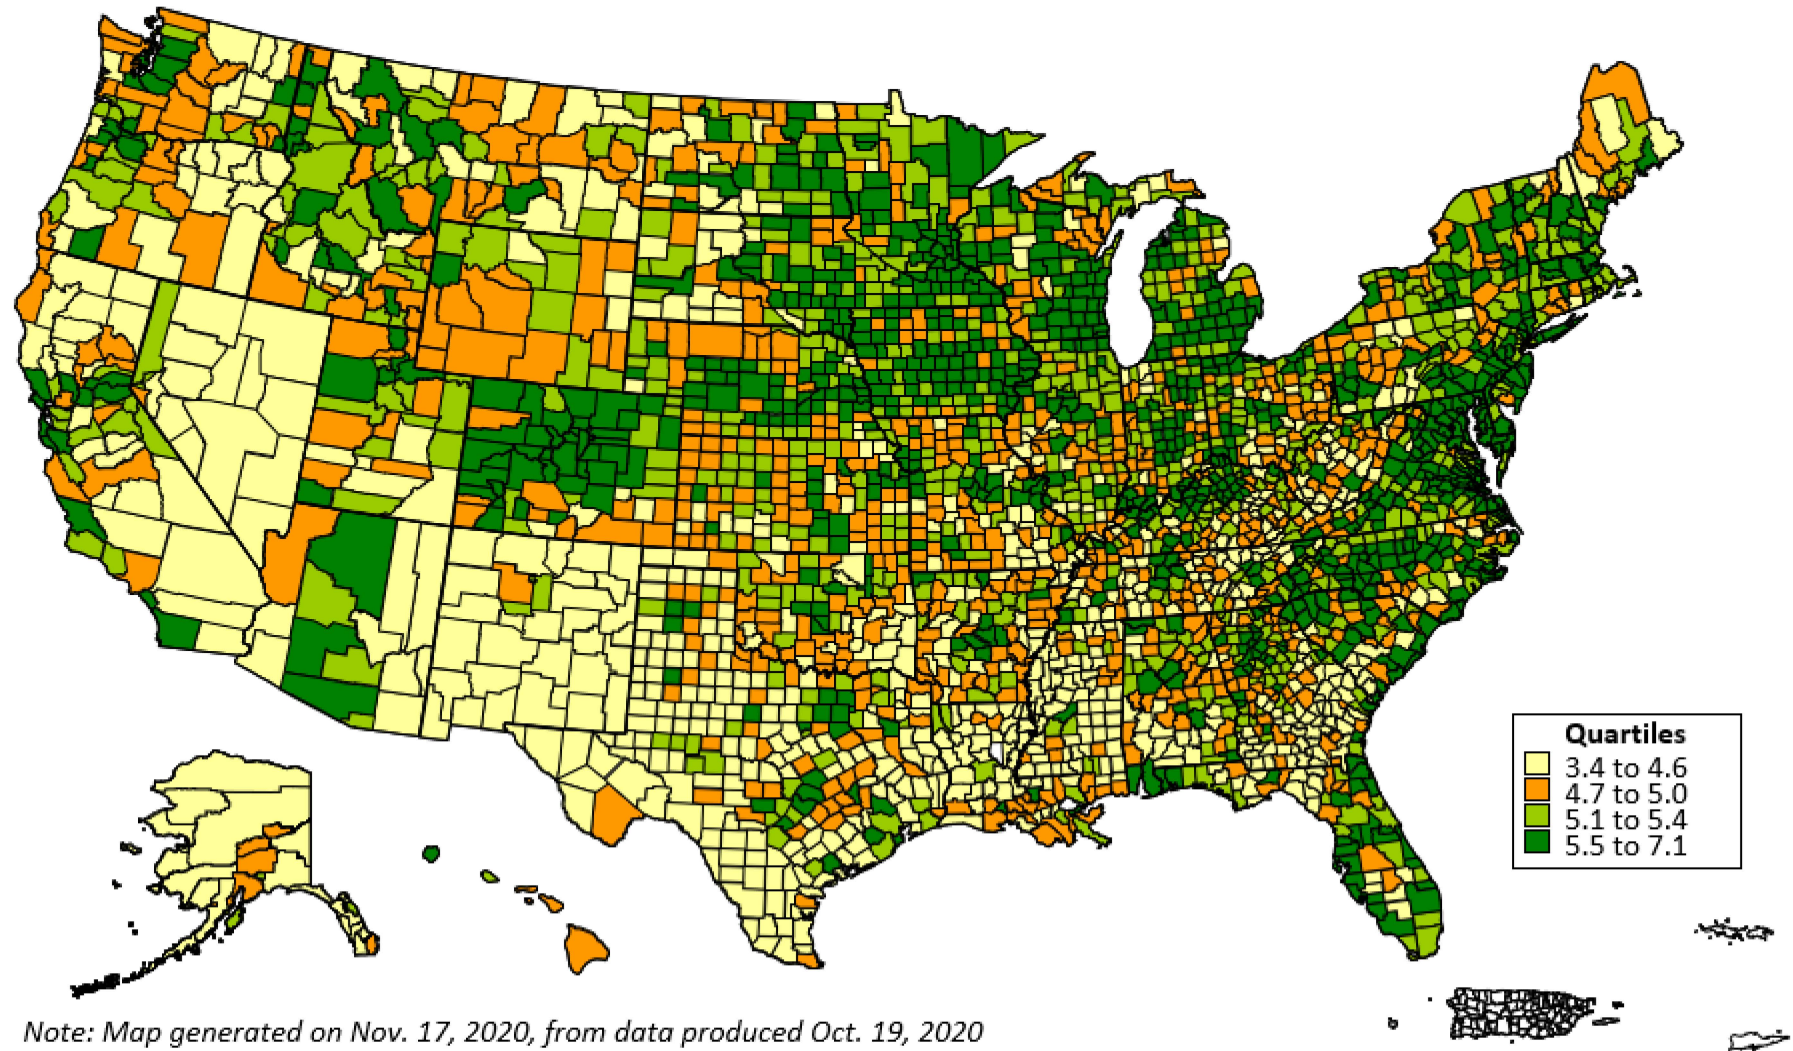 Quartiles
3.4 to 4.6
4.7 to 5.0
5.1 to 5.4
5.5 to 7.1
Note: Map generated on Nov. 17, 2020, from data produced Oct. 19, 2020